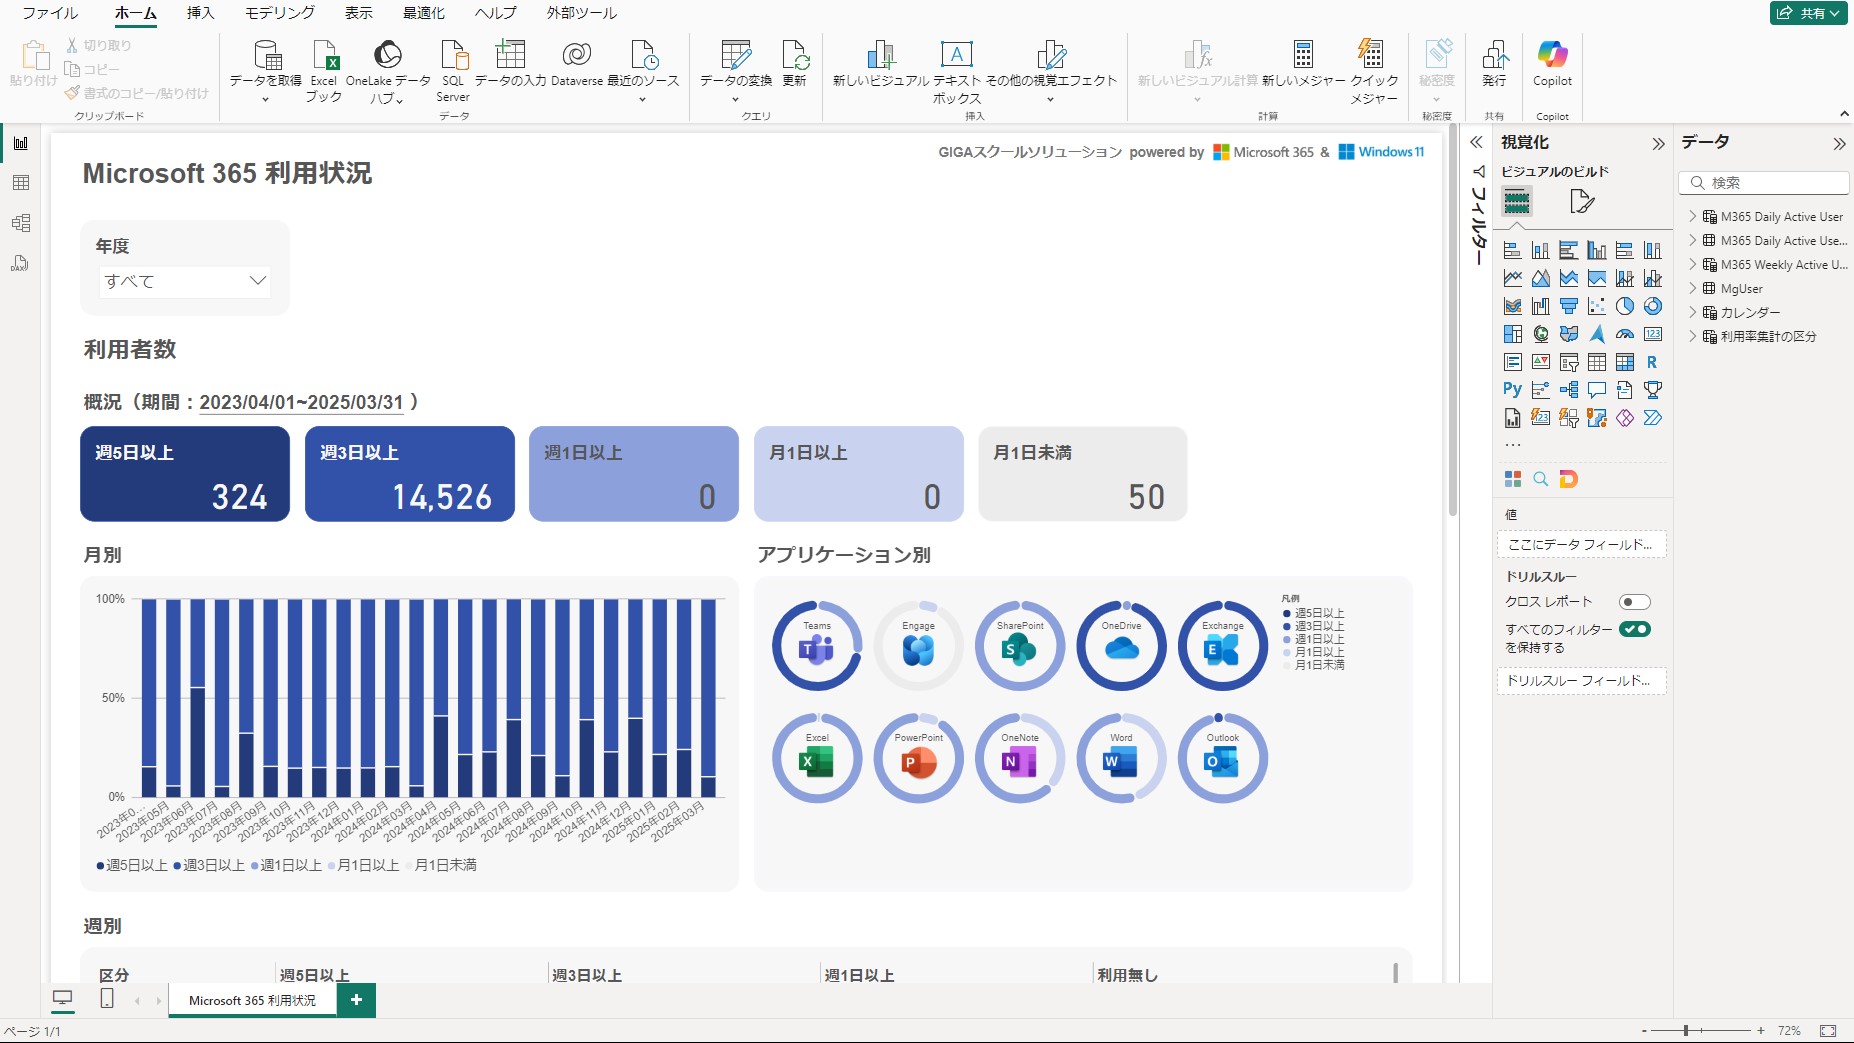 ファイル ホーム 挿入 モデリング 表示 最適化 ヘルプ 外部ツール 共有
貼り付け 切り取り コピー 書式のコピー/貼り付け
クリップボード
データを取得 Excel ブック OneLake データ ハブ SQL Server データの入力 Dataverse 最近のソース
データ
データの変換 更新
クエリ
新しいビジュアル テキスト ボックス その他の視覚エフェクト
挿入
新しいビジュアル計算 新しいメジャー クイック メジャー
計算
秘密度
秘密度
発行
共有
Copilot
Copilot
Microsoft 365 利用状況
GIGAスクールソリューション powered by Microsoft 365 & Windows 11
年度
すべて
利用者数
概況（期間：2023/04/01~2025/03/31 ）
週5日以上
324
週3日以上
14,526
週1日以上
0
月1日以上
0
月1日未満
50
月別
100%
50%
0%
2023年0... 2023年05月 2023年06月 2023年07月 2023年08月 2023年09月 2023年10月 2023年11月 2023年12月 2024年01月 2024年02月 2024年03月 2024年04月 2024年05月 2024年06月 2024年07月 2024年08月 2024年09月 2024年10月 2024年11月 2024年12月 2025年01月 2025年02月 2025年03月
週5日以上 週3日以上 週1日以上 月1日以上 月1日未満
アプリケーション別
Teams Engage SharePoint OneDrive Exchange
Excel PowerPoint OneNote Word Outlook
凡例
週5日以上
週3日以上
週1日以上
月1日以上
月1日未満
週別
区分 週5日以上 週3日以上 週1日以上 利用無し
Microsoft 365 利用状況 +
ページ 1/1
フィルター
視覚化
ビジュアルのビルド
123
R
Py
...
値
ここにデータ フィールド...
ドリルスルー
クロス レポート
すべてのフィルター
を保持する
ドリルスルー フィールド...
データ
検索
M365 Daily Active User
M365 Daily Active Use...
M365 Weekly Active U...
MgUser
カレンダー
利用率集計の区分
- + 72%